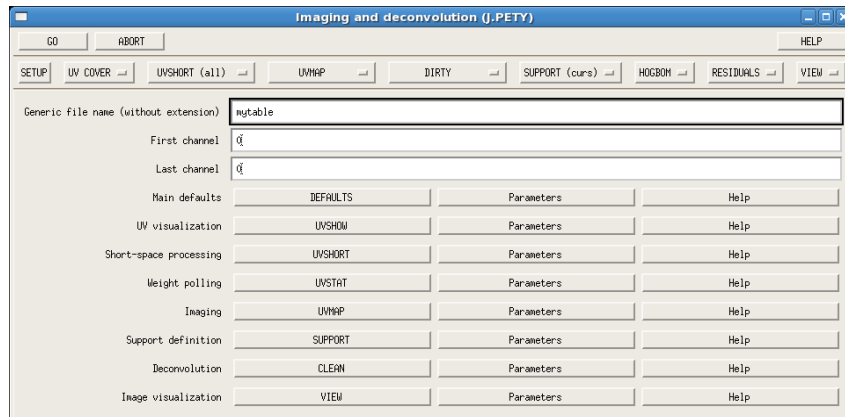 Imaging and deconvolution (J.PETY)
GO ABORT HELP
SETUP UV COVER UVSHORT (all) UVMAP DIRTY SUPPORT (curs) HOGBOM RESIDUALS VIEW
Generic file name (without extension) mytable
First channel 0
Last channel 0
Main defaults DEFAULTS Parameters Help
UV visualization UVSHOW Parameters Help
Short-space processing UVSHORT Parameters Help
Weight polling UVSTAT Parameters Help
Imaging UVMAP Parameters Help
Support definition SUPPORT Parameters Help
Deconvolution CLEAN Parameters Help
Image visualization VIEW Parameters Help